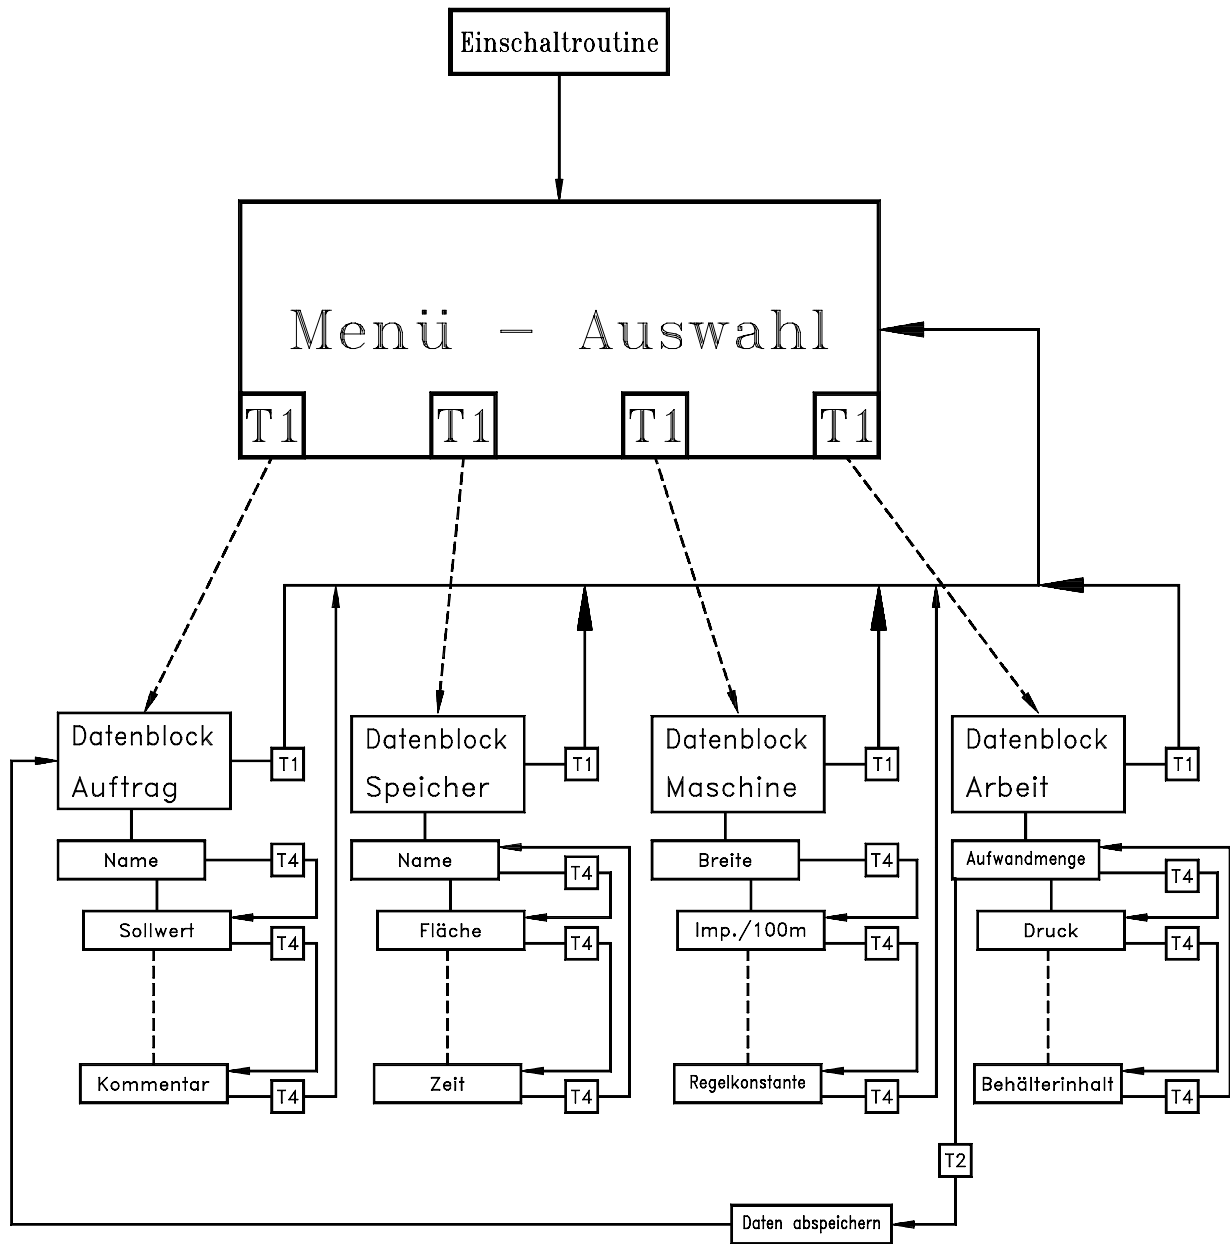 Einschaltroutine
Menü - Auswahl
T1 T1 T1 T1
Datenblock
Auftrag
T1
Name
T4
Sollwert
T4
Kommentar
T4
Datenblock
Speicher
T1
Name
T4
Fläche
T4
Zeit
T4
Datenblock
Maschine
T1
Breite
T4
Imp./100m
T4
Regelkonstante
T4
Datenblock
Arbeit
T1
Aufwandmenge
T4
Druck
T4
Behälterinhalt
T4
T2
Daten abspeichern